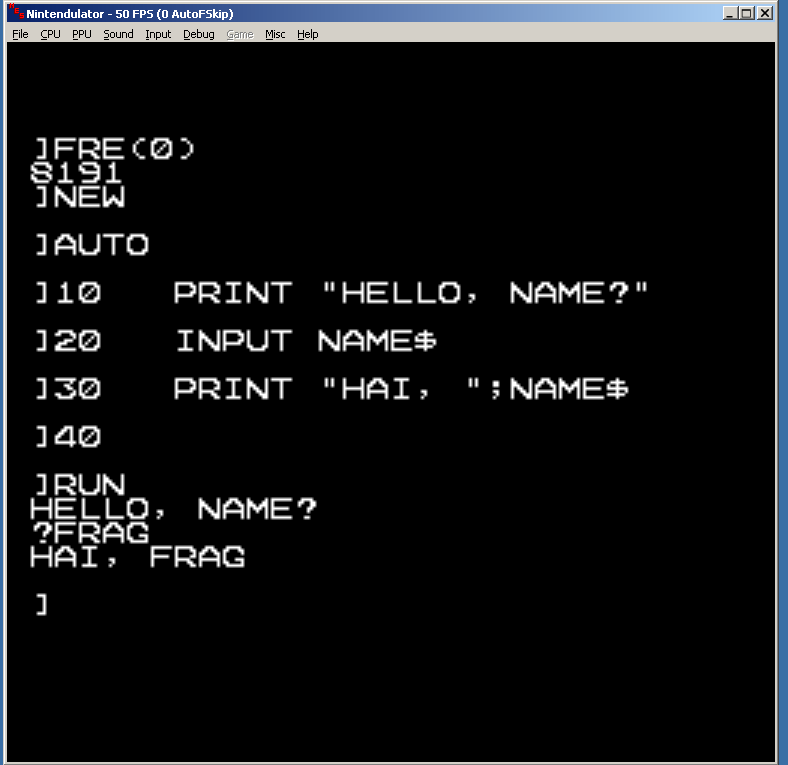 Nintendulator - 50 FPS (0 AutoFSkip)
File CPU PPU Sound Input Debug Game Misc Help
]FRE(0)
8191
]NEW
]AUTO
]10 PRINT "HELLO, NAME?"
]20 INPUT NAME$
]30 PRINT "HAI, ";NAME$
]40
]RUN
HELLO, NAME?
?FRAG
HAI, FRAG
]